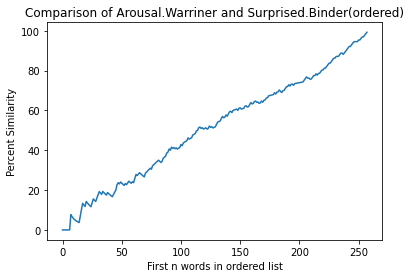 Comparison of Arousal.Warriner and Surprised.Binder(ordered)
Percent Similarity
100
80
60
40
20
0
0 50 100 150 200 250
First n words in ordered list